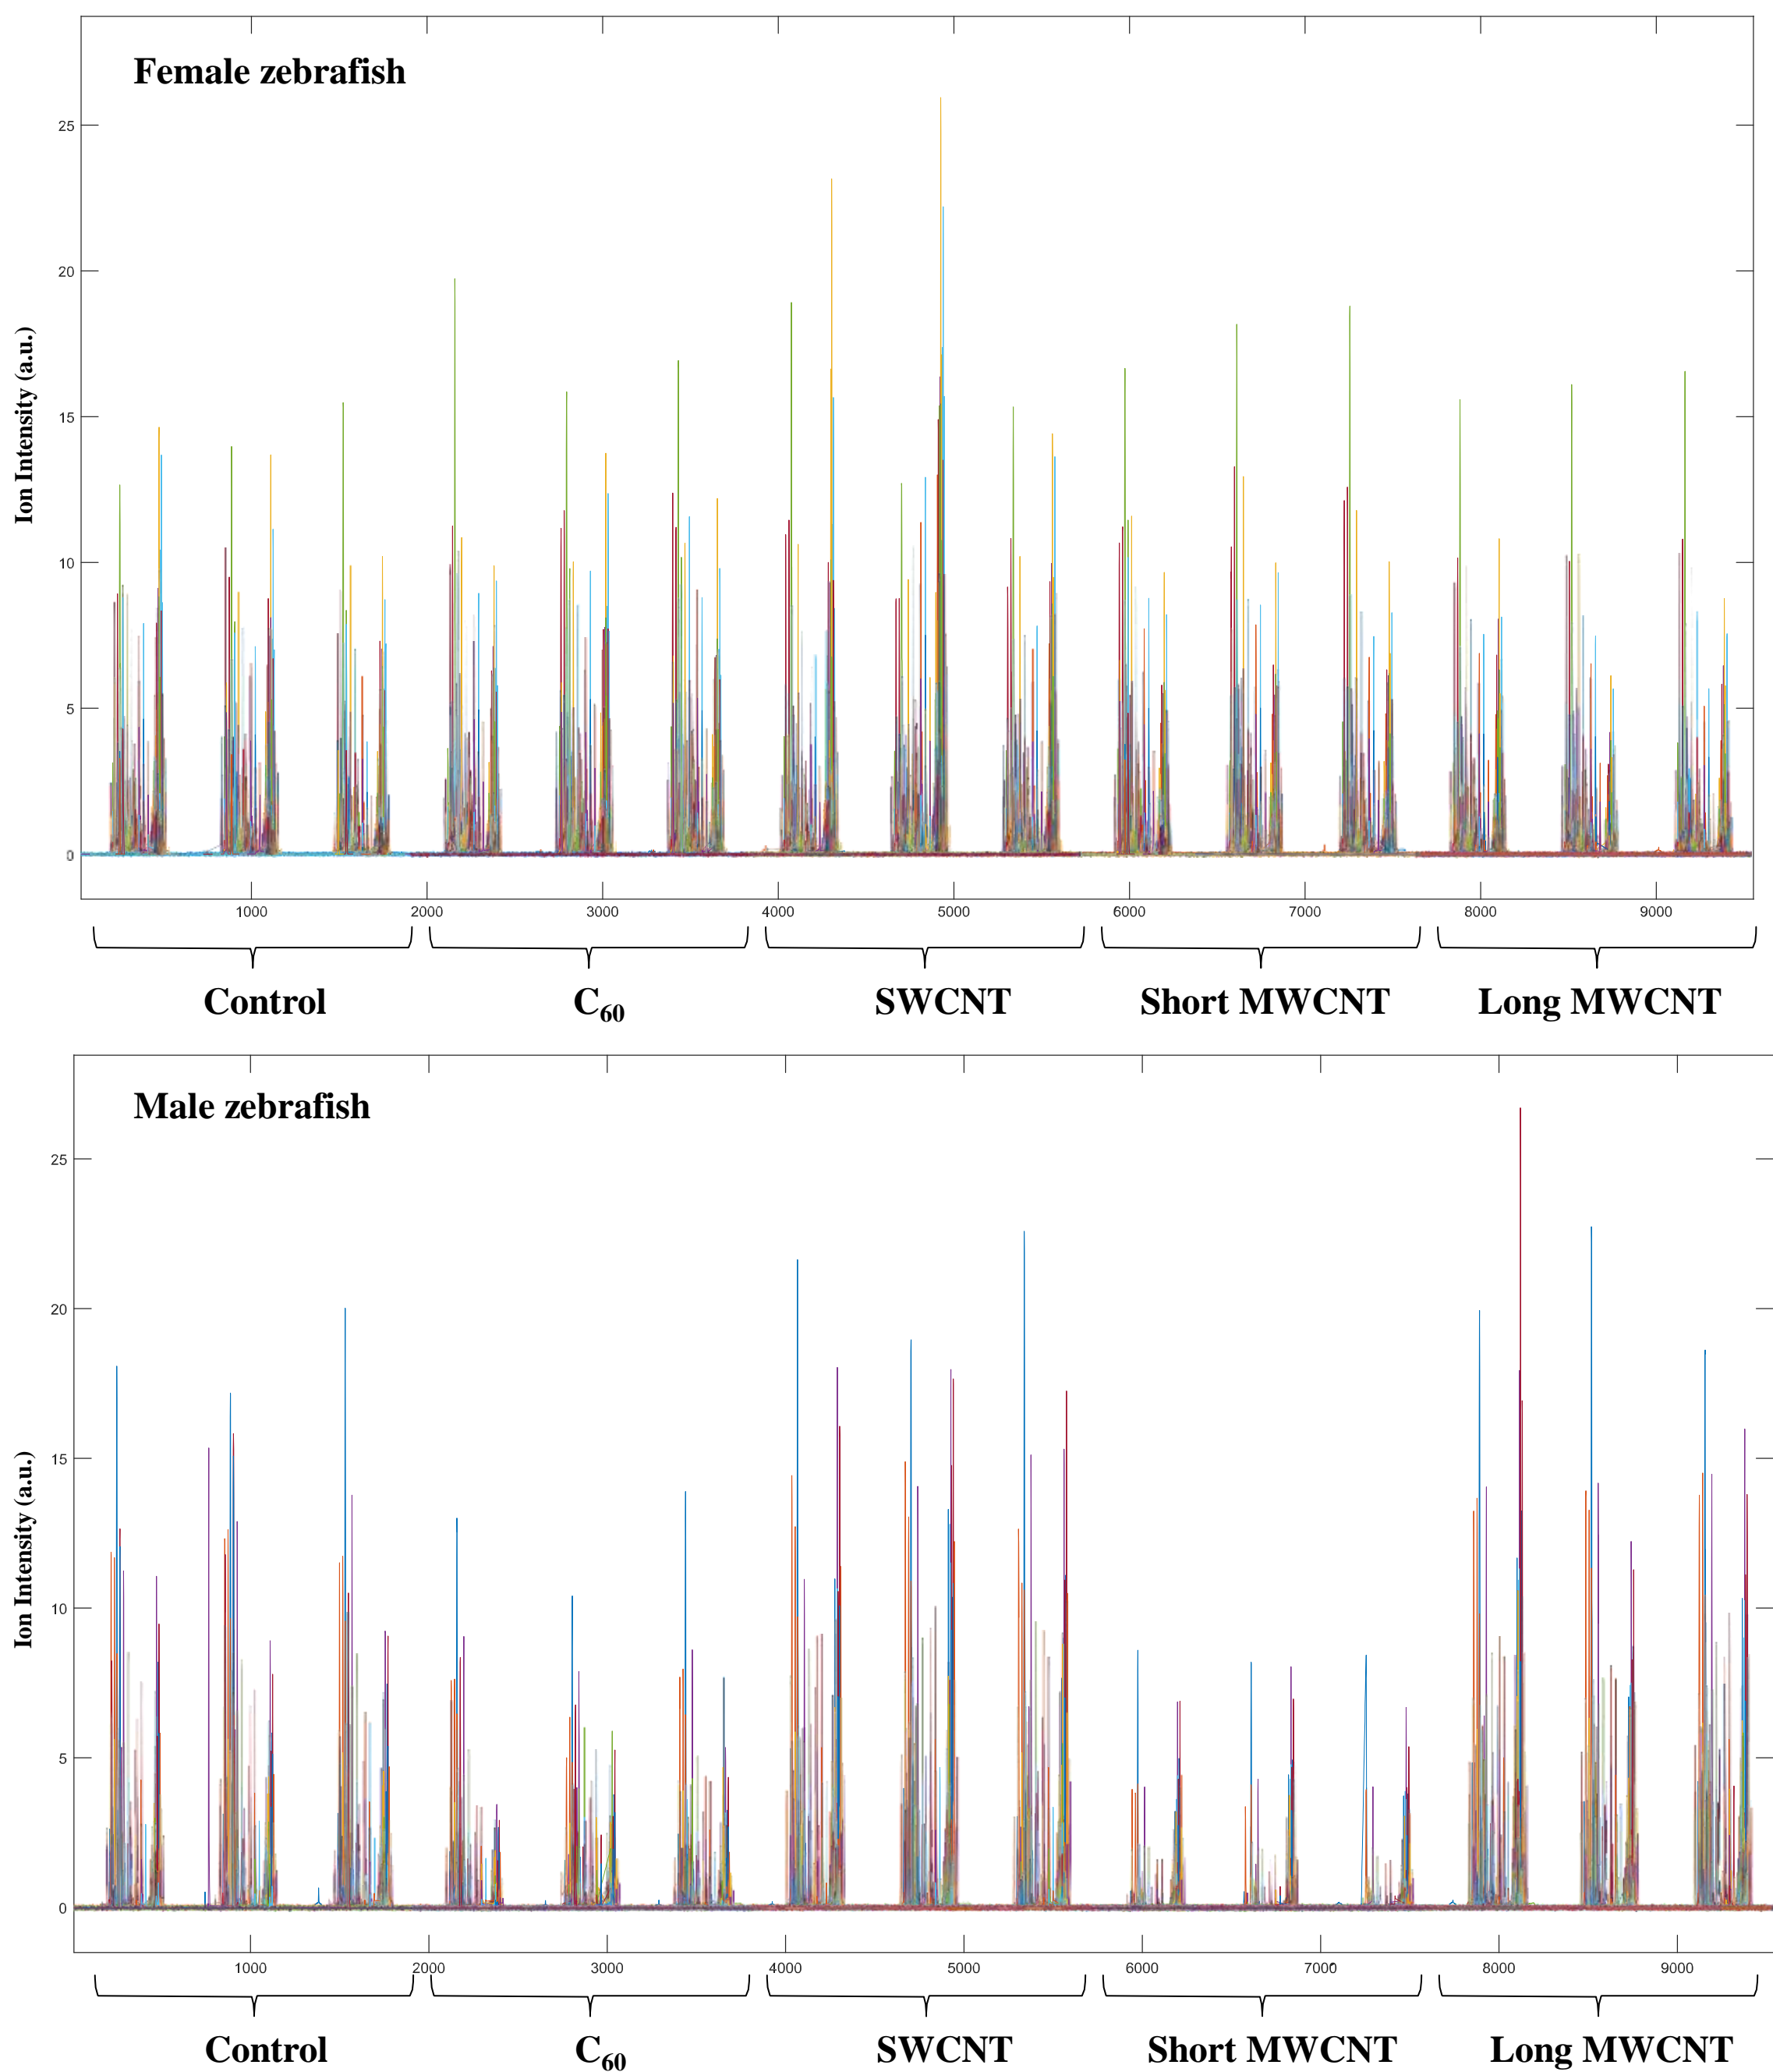 Female zebrafish
25
20
15
10
5
0
Ion Intensity (a.u.)
1000 2000 3000 4000 5000 6000 7000 8000 9000
Control C₆₀ SWCNT Short MWCNT Long MWCNT
Male zebrafish
25
20
15
10
5
0
Ion Intensity (a.u.)
1000 2000 3000 4000 5000 6000 7000 8000 9000
Control C₆₀ SWCNT Short MWCNT Long MWCNT